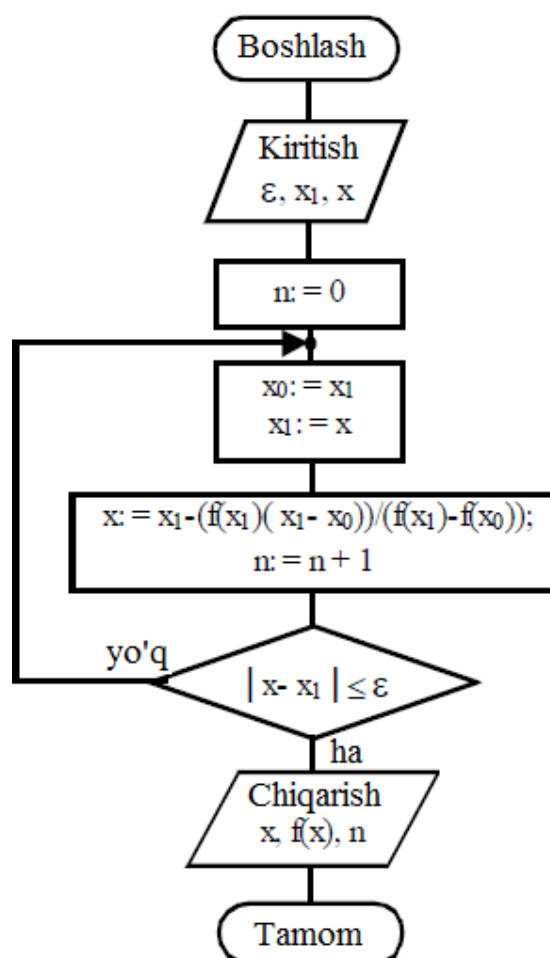 Boshlash
Kiritish
ε, x₁, x
n: = 0
x₀: = x₁
x₁: = x
x: = x₁-(f(x₁)( x₁- x₀))/(f(x₁)-f(x₀));
n: = n + 1
yo'q
| x- x₁ | ≤ ε
ha
Chiqarish
x, f(x), n
Tamom